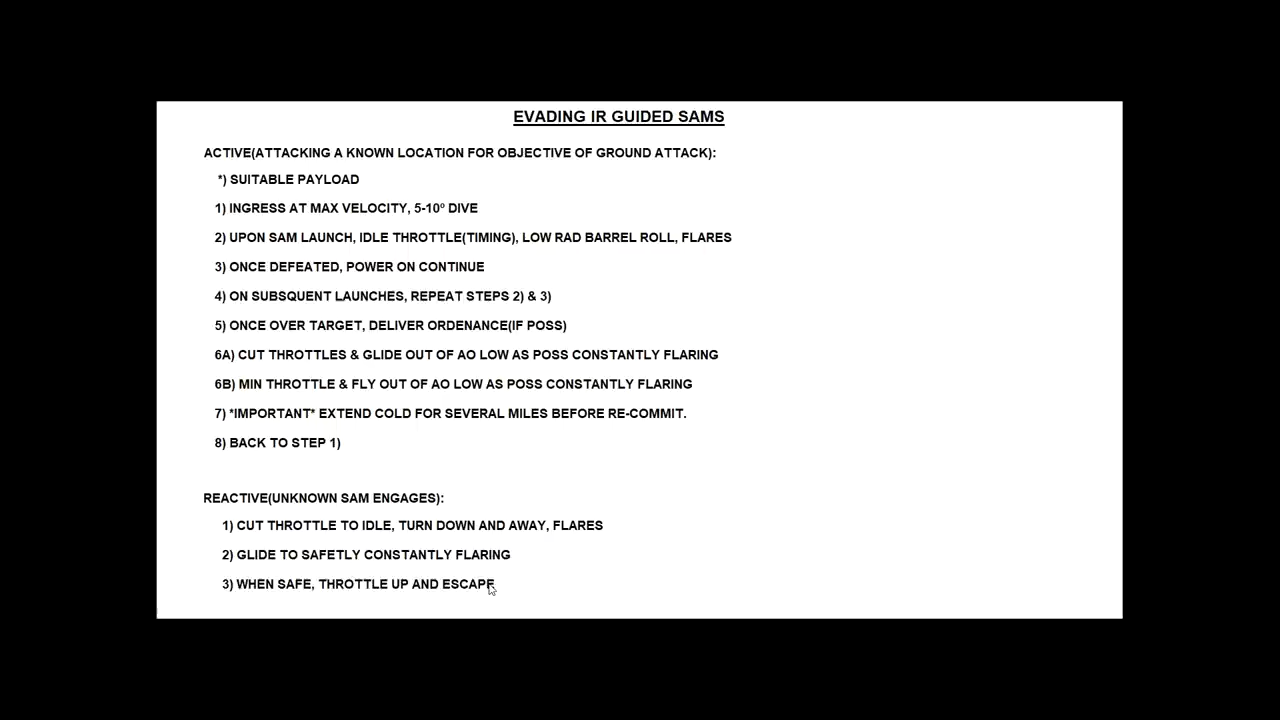 EVADING IR GUIDED SAMS
ACTIVE(ATTACKING A KNOWN LOCATION FOR OBJECTIVE OF GROUND ATTACK):
*) SUITABLE PAYLOAD
1) INGRESS AT MAX VELOCITY, 5-10º DIVE
2) UPON SAM LAUNCH, IDLE THROTTLE(TIMING), LOW RAD BARREL ROLL, FLARES
3) ONCE DEFEATED, POWER ON CONTINUE
4) ON SUBSQUENT LAUNCHES, REPEAT STEPS 2) & 3)
5) ONCE OVER TARGET, DELIVER ORDENANCE(IF POSS)
6A) CUT THROTTLES & GLIDE OUT OF AO LOW AS POSS CONSTANTLY FLARING
6B) MIN THROTTLE & FLY OUT OF AO LOW AS POSS CONSTANTLY FLARING
7) *IMPORTANT* EXTEND COLD FOR SEVERAL MILES BEFORE RE-COMMIT.
8) BACK TO STEP 1)
REACTIVE(UNKNOWN SAM ENGAGES):
1) CUT THROTTLE TO IDLE, TURN DOWN AND AWAY, FLARES
2) GLIDE TO SAFETLY CONSTANTLY FLARING
3) WHEN SAFE, THROTTLE UP AND ESCAPE